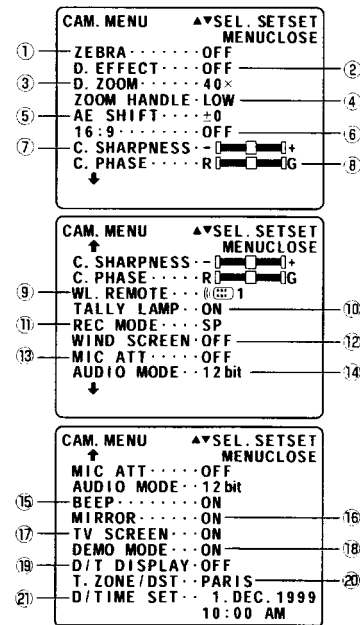 CAM. MENU ▲▼SEL. SETSET
MENUCLOSE
① ZEBRA·······OFF
D. EFFECT····OFF ②
③ D. ZOOM·····40×
ZOOM HANDLE·LOW ④
⑤ AE SHIFT····±0
16:9·········OFF ⑥
⑦ C. SHARPNESS··- +
C. PHASE·····R G ⑧
CAM. MENU ▲▼SEL. SETSET
MENUCLOSE
C. SHARPNESS··- +
C. PHASE·····R G
⑨ WL. REMOTE··· 1
TALLY LAMP··ON ⑩
⑪ REC MODE····SP
WIND SCREEN·OFF ⑫
⑬ MIC ATT·····OFF
AUDIO MODE··12bit ⑭
CAM. MENU ▲▼SEL. SETSET
MENUCLOSE
MIC ATT·····OFF
AUDIO MODE··12bit
⑮ BEEP········ON
MIRROR······ON ⑯
⑰ TV SCREEN···ON
DEMO MODE···ON ⑱
⑲ D/T DISPLAY·OFF
T. ZONE/DST··PARIS ⑳
㉑ D/TIME SET·· 1. DEC. 1999
10:00 AM